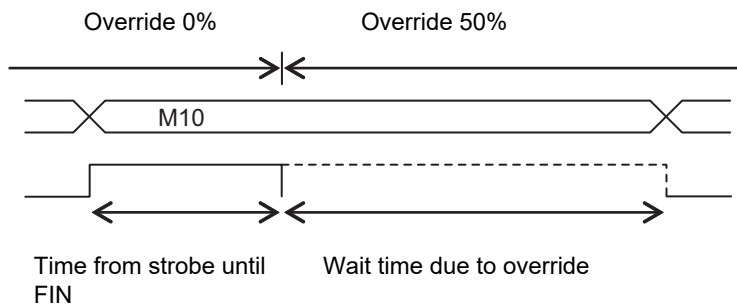 Override 0% Override 50%
M10
Time from strobe until Wait time due to override
FIN